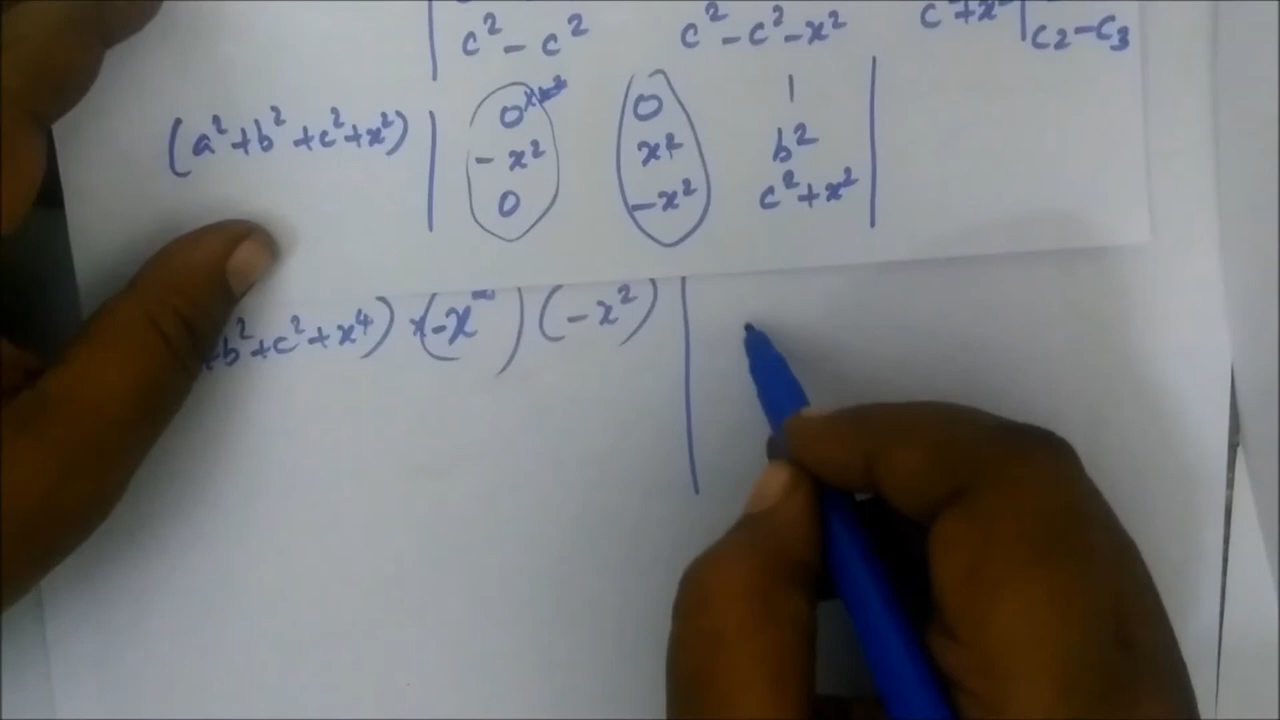 c² - c² c² - c² - x² c² + x² | c₂ - c₃
(a² + b² + c² + x²) | 0 0 1 |
- x² x² b²
0 - x² c² + x²
+ b² + c² + x⁴) (- x ) (- x²) |